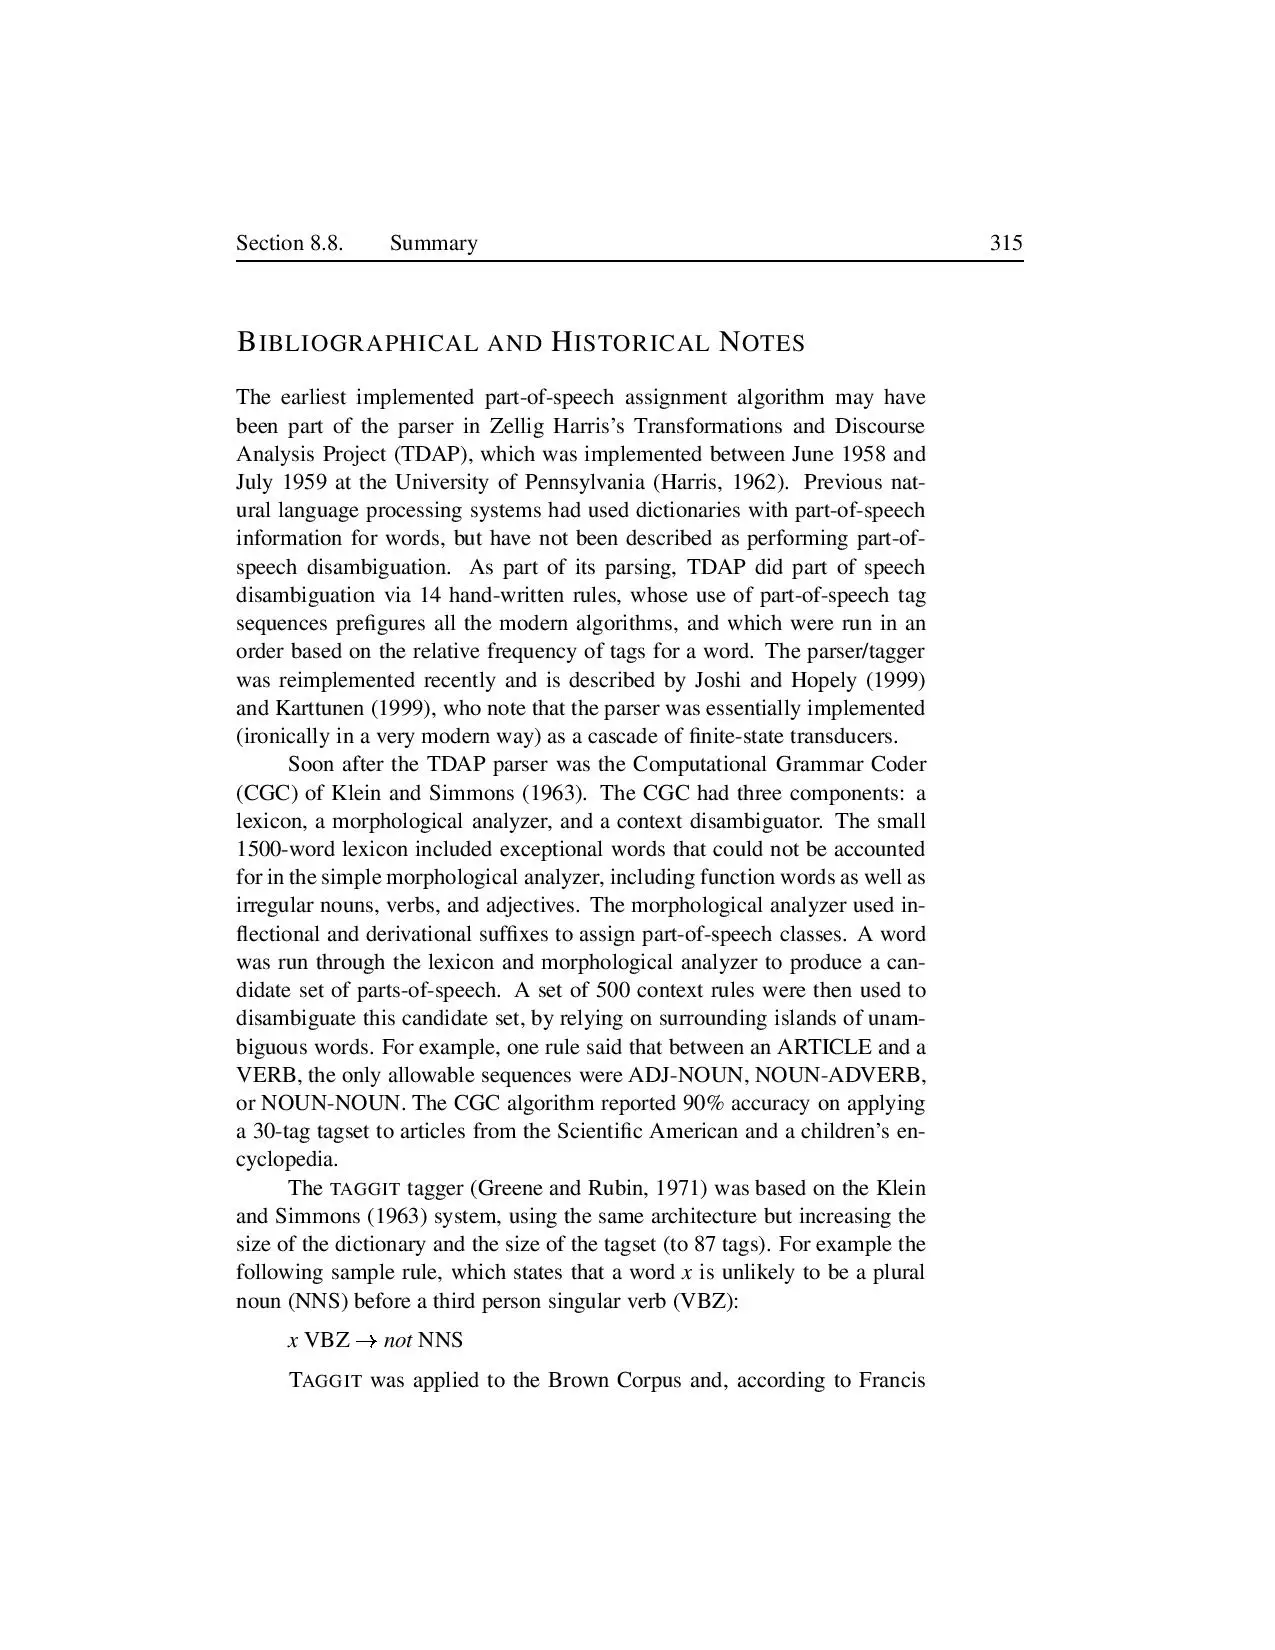 Section 8.8. Summary 315
BIBLIOGRAPHICAL AND HISTORICAL NOTES
The earliest implemented part-of-speech assignment algorithm may have
been part of the parser in Zellig Harris's Transformations and Discourse
Analysis Project (TDAP), which was implemented between June 1958 and
July 1959 at the University of Pennsylvania (Harris, 1962). Previous nat-
ural language processing systems had used dictionaries with part-of-speech
information for words, but have not been described as performing part-of-
speech disambiguation. As part of its parsing, TDAP did part of speech
disambiguation via 14 hand-written rules, whose use of part-of-speech tag
sequences prefigures all the modern algorithms, and which were run in an
order based on the relative frequency of tags for a word. The parser/tagger
was reimplemented recently and is described by Joshi and Hopely (1999)
and Karttunen (1999), who note that the parser was essentially implemented
(ironically in a very modern way) as a cascade of finite-state transducers.
Soon after the TDAP parser was the Computational Grammar Coder
(CGC) of Klein and Simmons (1963). The CGC had three components: a
lexicon, a morphological analyzer, and a context disambiguator. The small
1500-word lexicon included exceptional words that could not be accounted
for in the simple morphological analyzer, including function words as well as
irregular nouns, verbs, and adjectives. The morphological analyzer used in-
flectional and derivational suffixes to assign part-of-speech classes. A word
was run through the lexicon and morphological analyzer to produce a can-
didate set of parts-of-speech. A set of 500 context rules were then used to
disambiguate this candidate set, by relying on surrounding islands of unam-
biguous words. For example, one rule said that between an ARTICLE and a
VERB, the only allowable sequences were ADJ-NOUN, NOUN-ADVERB,
or NOUN-NOUN. The CGC algorithm reported 90% accuracy on applying
a 30-tag tagset to articles from the Scientific American and a children's en-
cyclopedia.
The TAGGIT tagger (Greene and Rubin, 1971) was based on the Klein
and Simmons (1963) system, using the same architecture but increasing the
size of the dictionary and the size of the tagset (to 87 tags). For example the
following sample rule, which states that a word x is unlikely to be a plural
noun (NNS) before a third person singular verb (VBZ):
x VBZ → not NNS
TAGGIT was applied to the Brown Corpus and, according to Francis